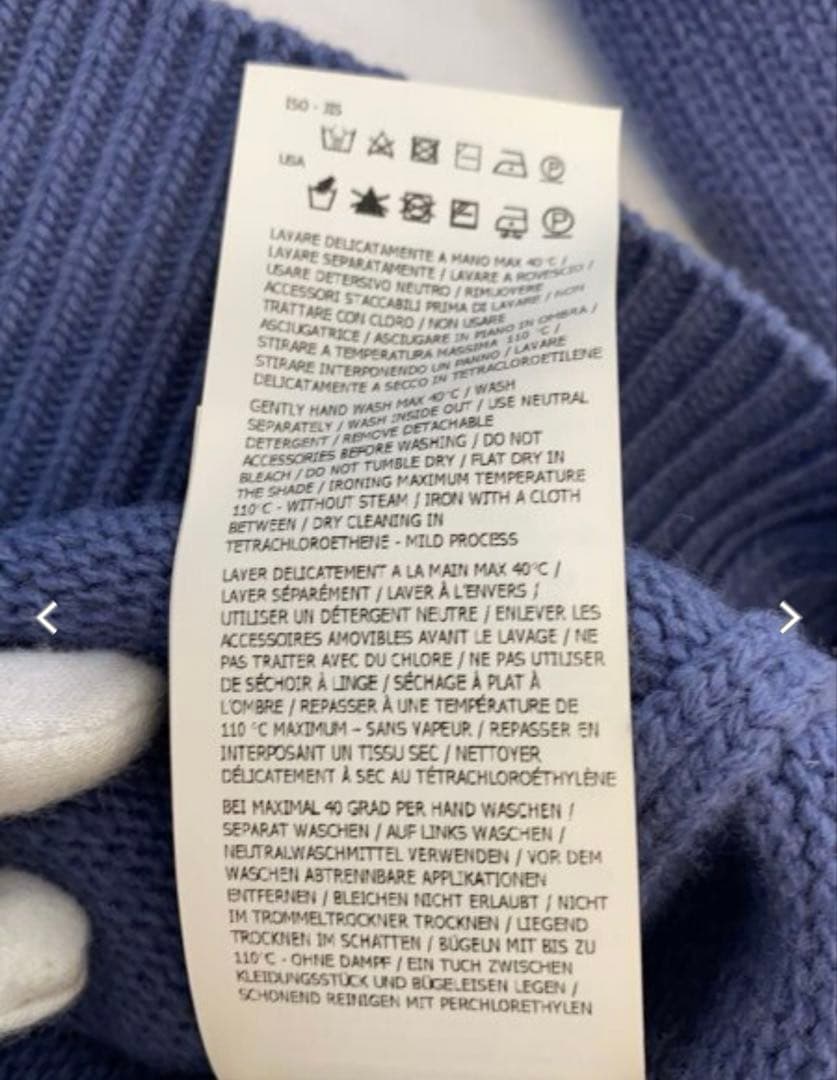 ISO - JIS
USA
LAVARE DELICATAMENTE A MANO MAX 40°C /
LAVARE SEPARATAMENTE / LAVARE A ROVESCIO /
USARE DETERSIVO NEUTRO / RIMUOVERE
ACCESSORI STACCABILI PRIMA DI LAVARE / NON
TRATTARE CON CLORO / NON USARE
ASCIUGATRICE / ASCIUGARE IN PIANO IN OMBRA /
STIRARE A TEMPERATURA MASSIMA 110 °C /
STIRARE INTERPONENDO UN PANNO / LAVARE
DELICATAMENTE A SECCO IN TETRACLOROETILENE
GENTLY HAND WASH MAX 40°C / WASH
SEPARATELY / WASH INSIDE OUT / USE NEUTRAL
DETERGENT / REMOVE DETACHABLE
ACCESSORIES BEFORE WASHING / DO NOT
BLEACH / DO NOT TUMBLE DRY / FLAT DRY IN
THE SHADE / IRONING MAXIMUM TEMPERATURE
110°C - WITHOUT STEAM / IRON WITH A CLOTH
BETWEEN / DRY CLEANING IN
TETRACHLOROETHENE - MILD PROCESS
LAVER DELICATEMENT A LA MAIN MAX 40°C /
LAVER SÉPARÉMENT / LAVER À L'ENVERS /
UTILISER UN DÉTERGENT NEUTRE / ENLEVER LES
ACCESSOIRES AMOVIBLES AVANT LE LAVAGE / NE
PAS TRAITER AVEC DU CHLORE / NE PAS UTILISER
DE SÉCHOIR À LINGE / SÉCHAGE À PLAT À
L'OMBRE / REPASSER À UNE TEMPÉRATURE DE
110 °C MAXIMUM – SANS VAPEUR / REPASSER EN
INTERPOSANT UN TISSU SEC / NETTOYER
DÉLICATEMENT À SEC AU TÉTRACHLOROÉTHYLÈNE
BEI MAXIMAL 40 GRAD PER HAND WASCHEN /
SEPARAT WASCHEN / AUF LINKS WASCHEN /
NEUTRALWASCHMITTEL VERWENDEN / VOR DEM
WASCHEN ABTRENNBARE APPLIKATIONEN
ENTFERNEN / BLEICHEN NICHT ERLAUBT / NICHT
IM TROMMELTROCKNER TROCKNEN / LIEGEND
TROCKNEN IM SCHATTEN / BÜGELN MIT BIS ZU
110°C - OHNE DAMPF / EIN TUCH ZWISCHEN
KLEIDUNGSSTÜCK UND BÜGELEISEN LEGEN /
SCHONEND REINIGEN MIT PERCHLORETHYLEN